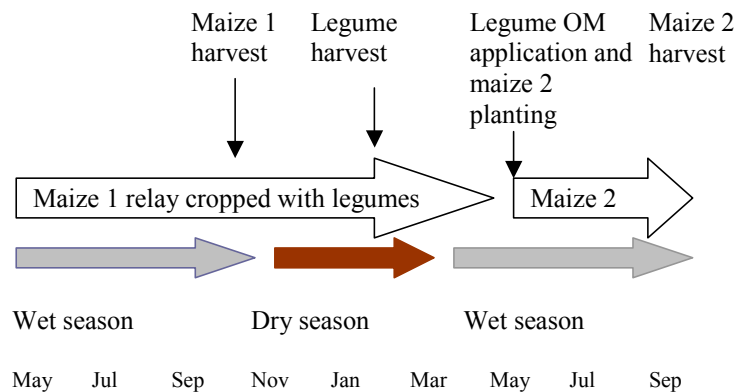 Maize 1
harvest
Legume
harvest
Legume OM
application and
maize 2
planting
Maize 2
harvest
Maize 1 relay cropped with legumes
Maize 2
Wet season
Dry season
Wet season
May Jul Sep Nov Jan Mar May Jul Sep